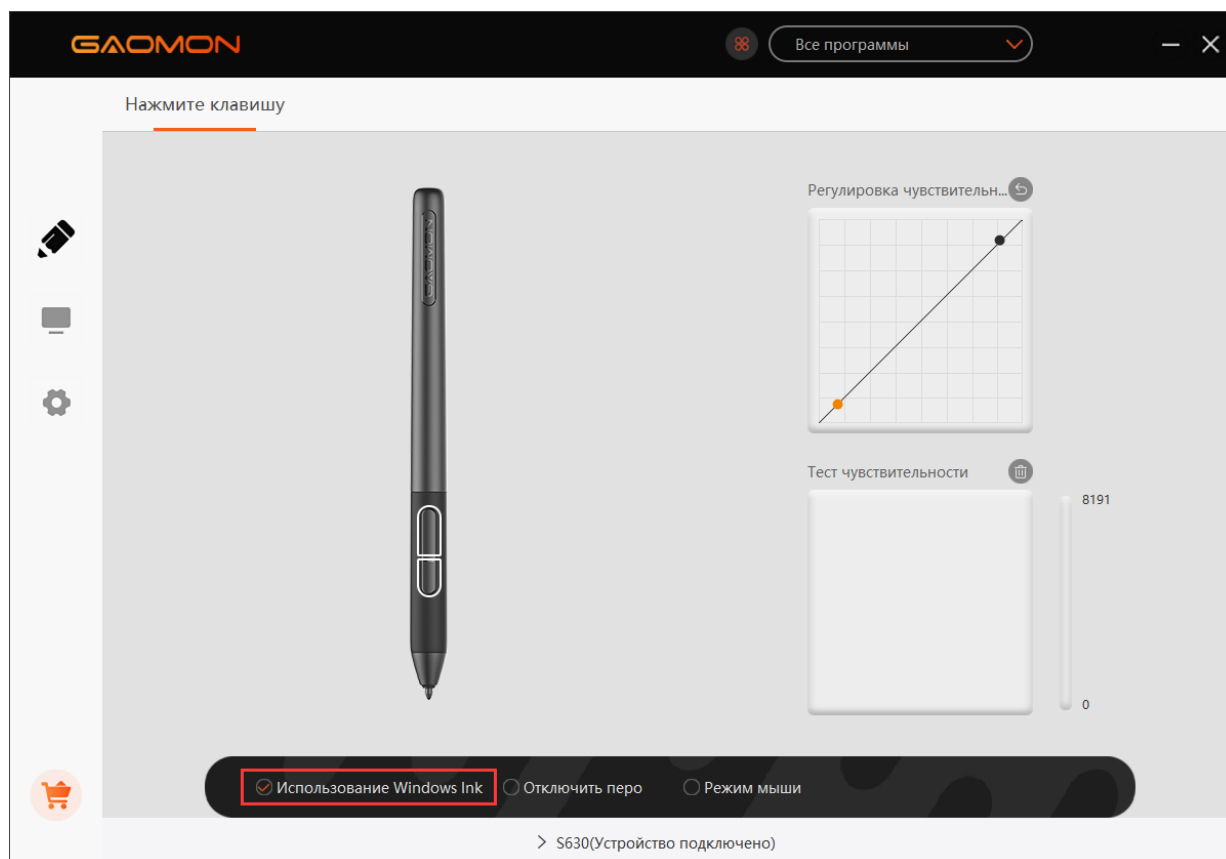 GAOMON
Все программы
Нажмите клавишу
GAOMON
Регулировка чувствительн...
Тест чувствительности
8191
0
Использование Windows Ink
Отключить перо
Режим мыши
S630(Устройство подключено)